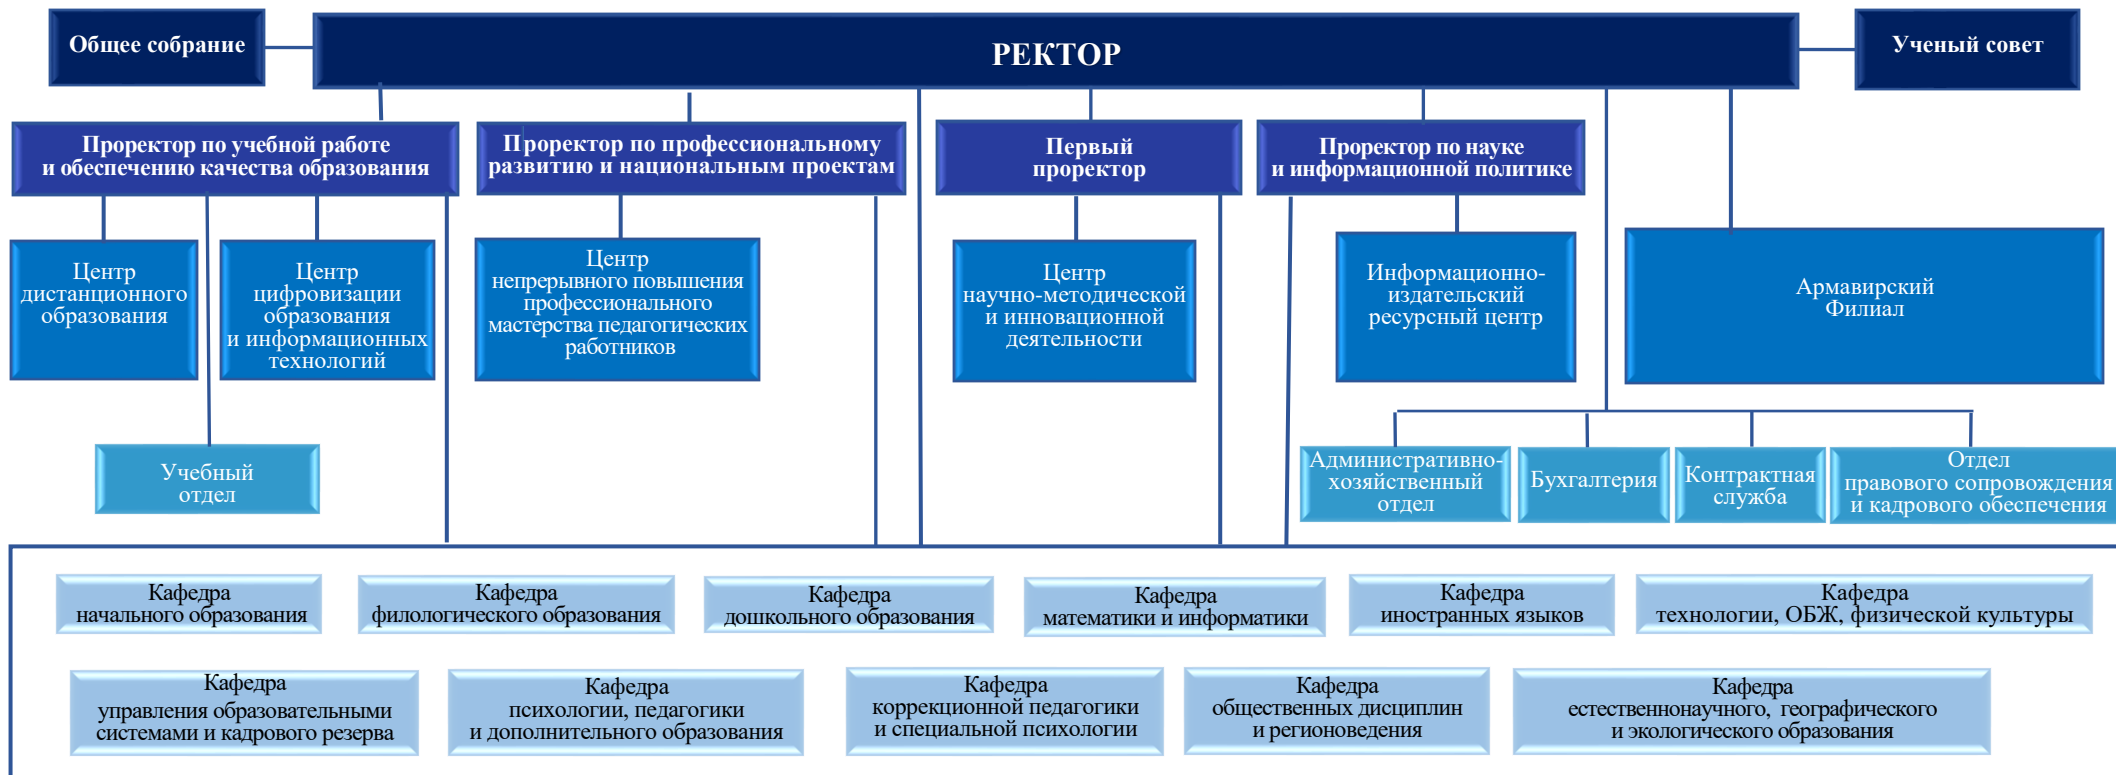 Общее собрание
РЕКТОР
Ученый совет
Проректор по учебной работе
и обеспечению качества образования
Проректор по профессиональному
развитию и национальным проектам
Первый
проректор
Проректор по науке
и информационной политике
Центр
дистанционного
образования
Центр
цифровизации
образования
и информационных
технологий
Центр
непрерывного повышения
профессионального
мастерства педагогических
работников
Центр
научно-методической
и инновационной
деятельности
Информационно-
издательский
ресурсный центр
Армавирский
Филиал
Учебный
отдел
Административно-
хозяйственный
отдел
Бухгалтерия
Контрактная
служба
Отдел
правового сопровождения
и кадрового обеспечения
Кафедра
начального образования
Кафедра
филологического образования
Кафедра
дошкольного образования
Кафедра
математики и информатики
Кафедра
иностранных языков
Кафедра
технологии, ОБЖ, физической культуры
Кафедра
управления образовательными
системами и кадрового резерва
Кафедра
психологии, педагогики
и дополнительного образования
Кафедра
коррекционной педагогики
и специальной психологии
Кафедра
общественных дисциплин
и регионоведения
Кафедра
естественнонаучного, географического
и экологического образования